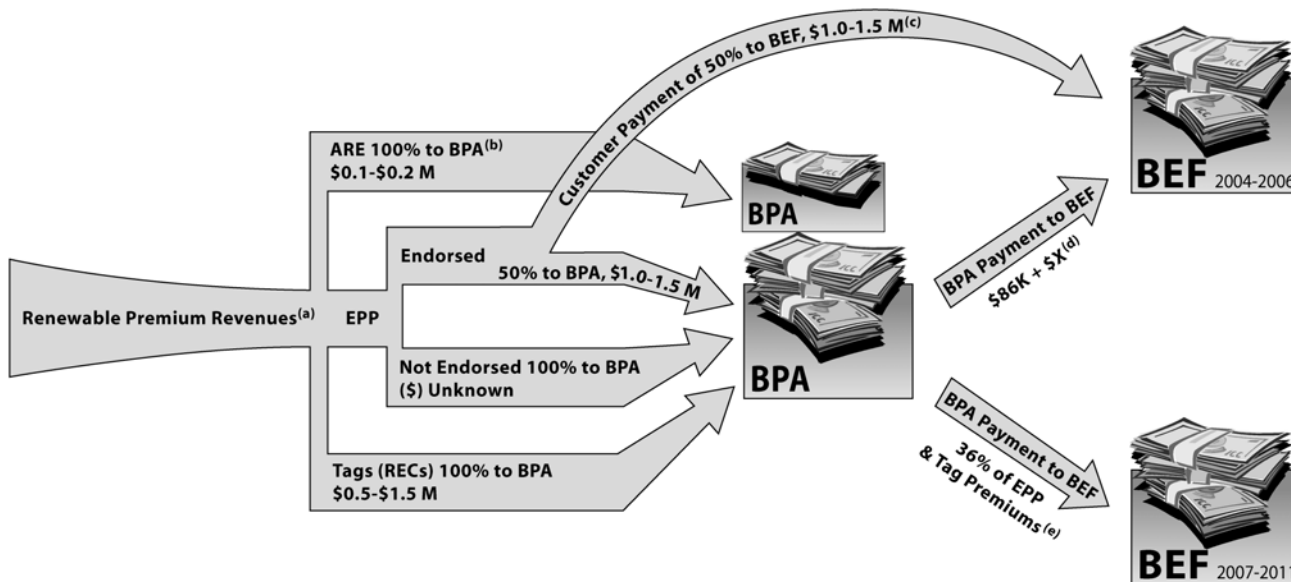 Customer Payment of 50% to BEF, $1.0-1.5 M(c)
ARE 100% to BPA(b)
$0.1-$0.2 M
BPA
BEF 2004-2006
Endorsed
50% to BPA, $1.0-1.5 M
BPA Payment to BEF
$86K + $X(d)
Renewable Premium Revenues(a)
EPP
Not Endorsed 100% to BPA
($) Unknown
BPA
Tags (RECs) 100% to BPA
$0.5-$1.5 M
BPA Payment to BEF
36% of EPP
& Tag Premiums(e)
BEF 2007-2011